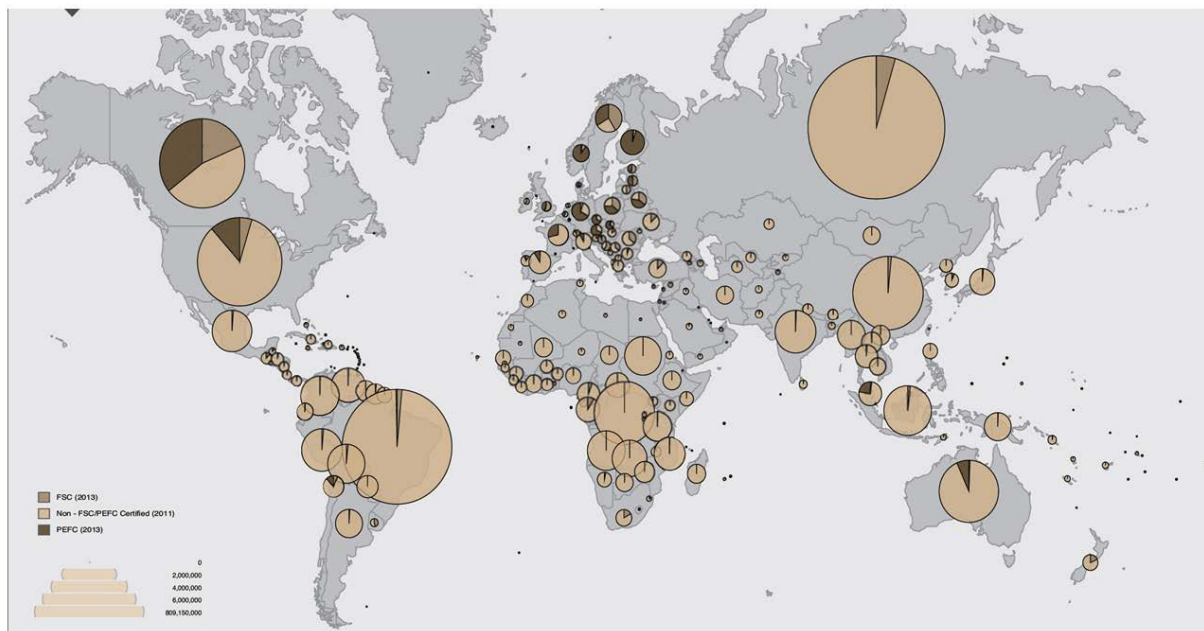 FSC (2013)
Non - FSC/PEFC Certified (2011)
PEFC (2013)
0
2,000,000
4,000,000
6,000,000
809,150,000